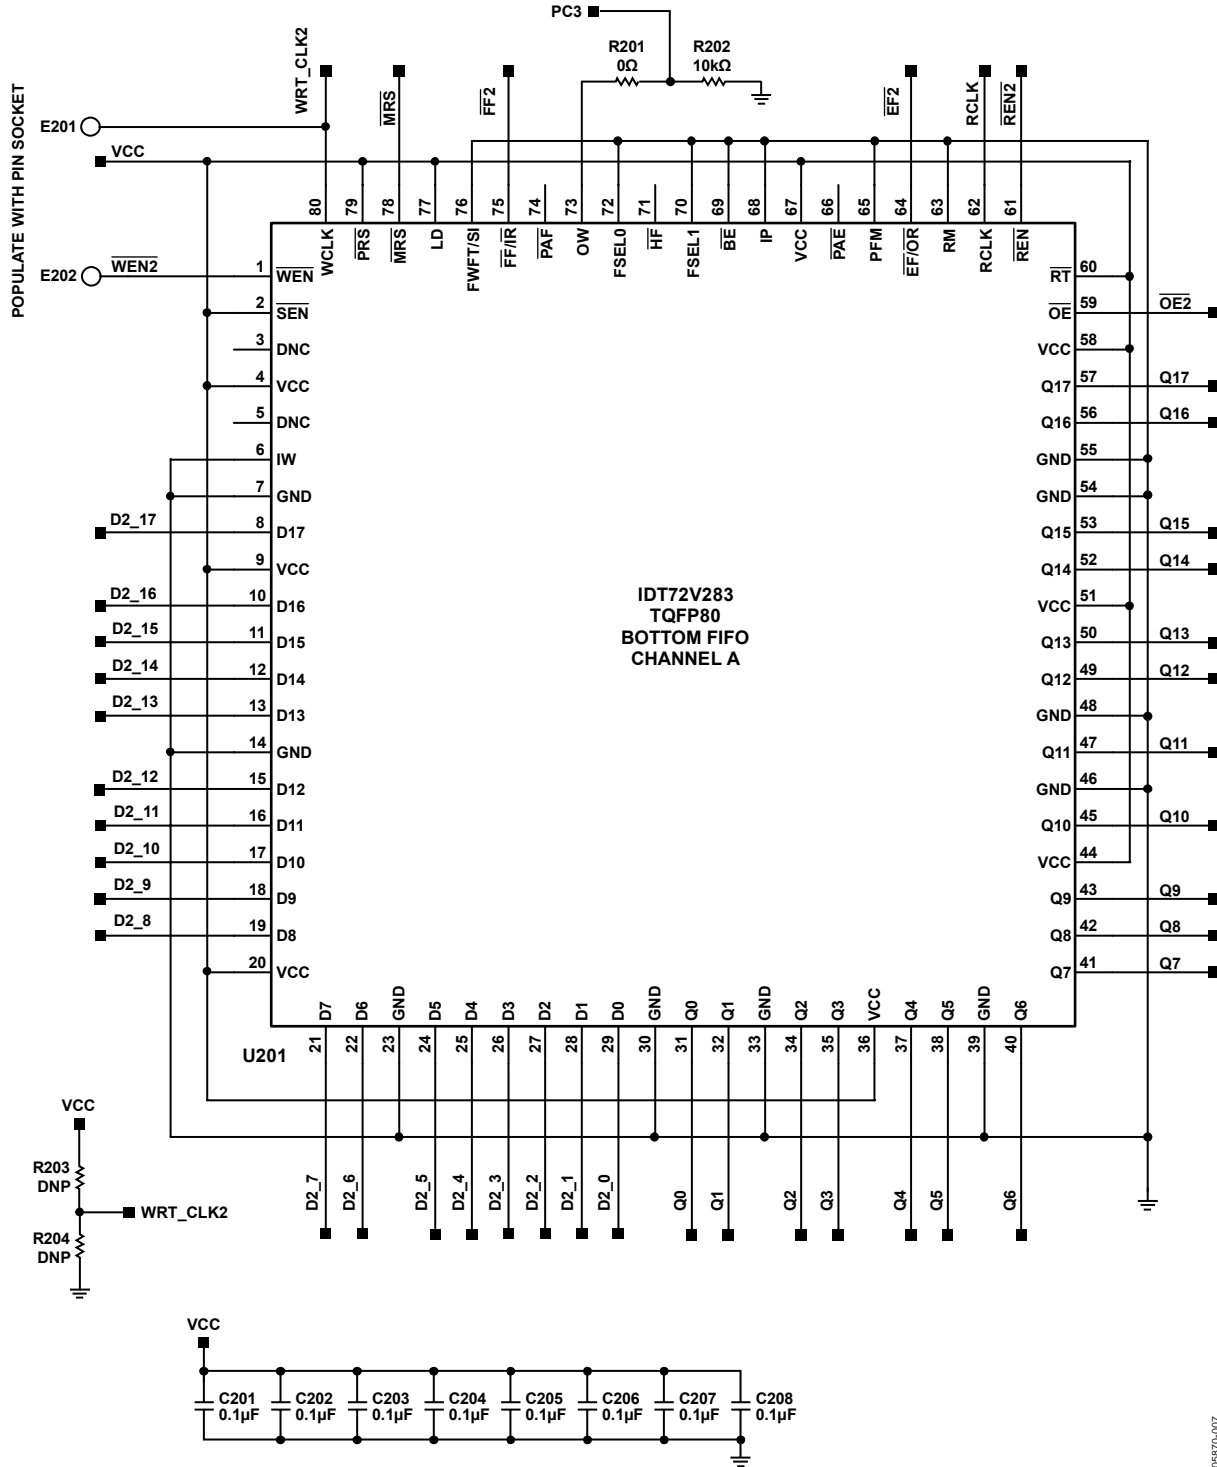 PC3
R201
0Ω
R202
10kΩ
WRT_CLK2
MRS
FF2
EF2
RCLK
REN2
POPULATE WITH PIN SOCKET
E201
VCC
80
79
78
77
76
75
74
73
72
71
70
69
68
67
66
65
64
63
62
61
WCLK
PRS
MRS
LD
FWFT/SI
FF/IR
PAF
OW
FSEL0
HF
FSEL1
BE
IP
VCC
PAE
PFM
EF/OR
RM
RCLK
REN
E202
WEN2
1 WEN
2 SEN
3 DNC
4 VCC
5 DNC
6 IW
7 GND
D2_17 8 D17
9 VCC
D2_16 10 D16
D2_15 11 D15
D2_14 12 D14
D2_13 13 D13
14 GND
D2_12 15 D12
D2_11 16 D11
D2_10 17 D10
D2_9 18 D9
D2_8 19 D8
20 VCC
IDT72V283
TQFP80
BOTTOM FIFO
CHANNEL A
RT 60
OE 59 OE2
VCC 58
Q17 57 Q17
Q16 56 Q16
GND 55
GND 54
Q15 53 Q15
Q14 52 Q14
VCC 51
Q13 50 Q13
Q12 49 Q12
GND 48
Q11 47 Q11
GND 46
Q10 45 Q10
VCC 44
Q9 43 Q9
Q8 42 Q8
Q7 41 Q7
D7
D6
GND
D5
D4
D3
D2
D1
D0
GND
Q0
Q1
GND
Q2
Q3
VCC
Q4
Q5
GND
Q6
U201
21
22
23
24
25
26
27
28
29
30
31
32
33
34
35
36
37
38
39
40
D2_7
D2_6
D2_5
D2_4
D2_3
D2_2
D2_1
D2_0
Q0
Q1
Q2
Q3
Q4
Q5
Q6
VCC
R203
DNP
WRT_CLK2
R204
DNP
VCC
C201
0.1µF
C202
0.1µF
C203
0.1µF
C204
0.1µF
C205
0.1µF
C206
0.1µF
C207
0.1µF
C208
0.1µF
05870-007